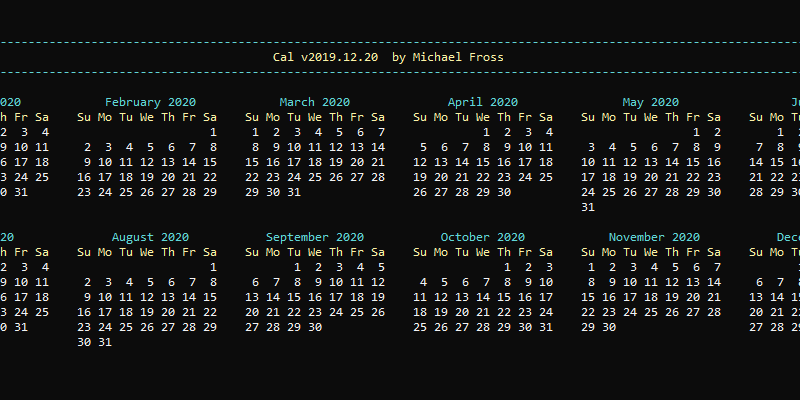 Cal v2019.12.20 by Michael Fross
020 February 2020 March 2020 April 2020 May 2020
h Fr Sa Su Mo Tu We Th Fr Sa Su Mo Tu We Th Fr Sa Su Mo Tu We Th Fr Sa Su Mo Tu We Th Fr Sa Su Mo Tu
2 3 4 1 1 2 3 4 5 6 7 1 2 3 4 1 2 1 2
9 10 11 2 3 4 5 6 7 8 8 9 10 11 12 13 14 5 6 7 8 9 10 11 3 4 5 6 7 8 9 7 8 9
6 17 18 9 10 11 12 13 14 15 15 16 17 18 19 20 21 12 13 14 15 16 17 18 10 11 12 13 14 15 16 14 15 16
3 24 25 16 17 18 19 20 21 22 22 23 24 25 26 27 28 19 20 21 22 23 24 25 17 18 19 20 21 22 23 21 22 23
0 31 23 24 25 26 27 28 29 29 30 31 26 27 28 29 30 24 25 26 27 28 29 30 28 29 30
31
20 August 2020 September 2020 October 2020 November 2020 Dec
h Fr Sa Su Mo Tu We Th Fr Sa Su Mo Tu We Th Fr Sa Su Mo Tu We Th Fr Sa Su Mo Tu We Th Fr Sa Su Mo Tu
2 3 4 1 1 2 3 4 5 1 2 3 1 2 3 4 5 6 7
9 10 11 2 3 4 5 6 7 8 6 7 8 9 10 11 12 4 5 6 7 8 9 10 8 9 10 11 12 13 14 6 7 8
6 17 18 9 10 11 12 13 14 15 13 14 15 16 17 18 19 11 12 13 14 15 16 17 15 16 17 18 19 20 21 13 14 15
3 24 25 16 17 18 19 20 21 22 20 21 22 23 24 25 26 18 19 20 21 22 23 24 22 23 24 25 26 27 28 20 21 22
0 31 23 24 25 26 27 28 29 27 28 29 30 25 26 27 28 29 30 31 29 30 27 28 29
30 31